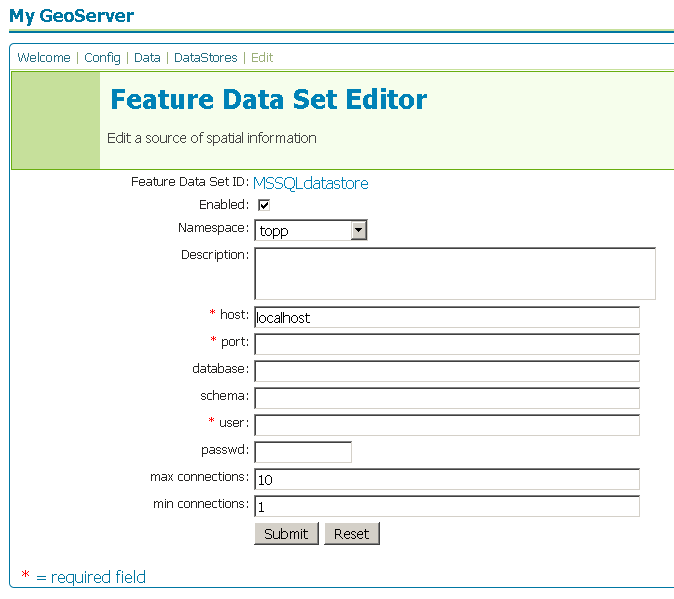 My GeoServer
Welcome | Config | Data | DataStores | Edit
Feature Data Set Editor
Edit a source of spatial information
Feature Data Set ID: MSSQLdatastore
Enabled:
Namespace: topp
Description:
* host: localhost
* port:
database:
schema:
* user:
passwd:
max connections: 10
min connections: 1
Submit Reset
* = required field